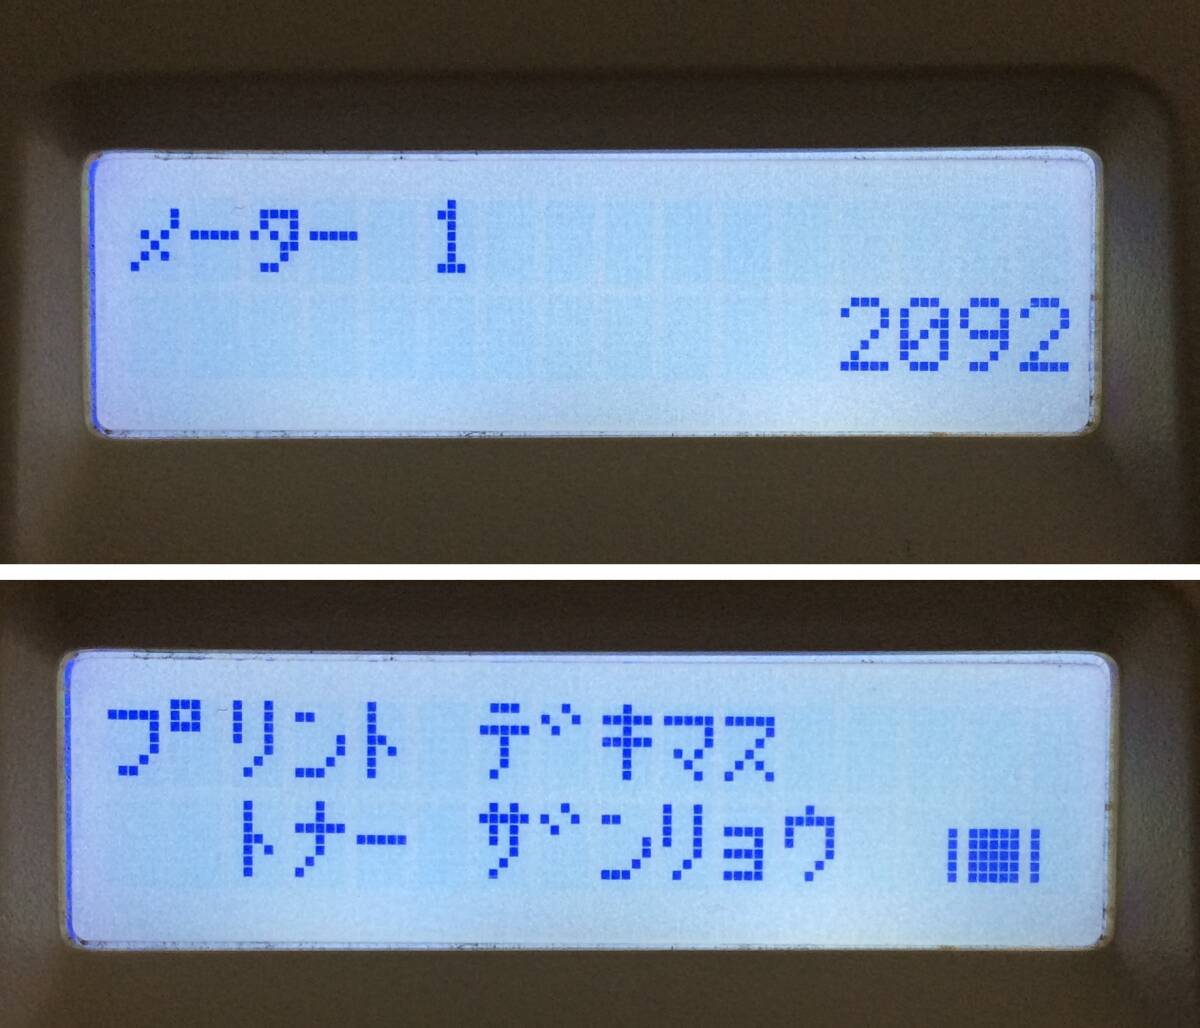 メーター 1
2092
プリント デキマス
トナー ザンリョウ